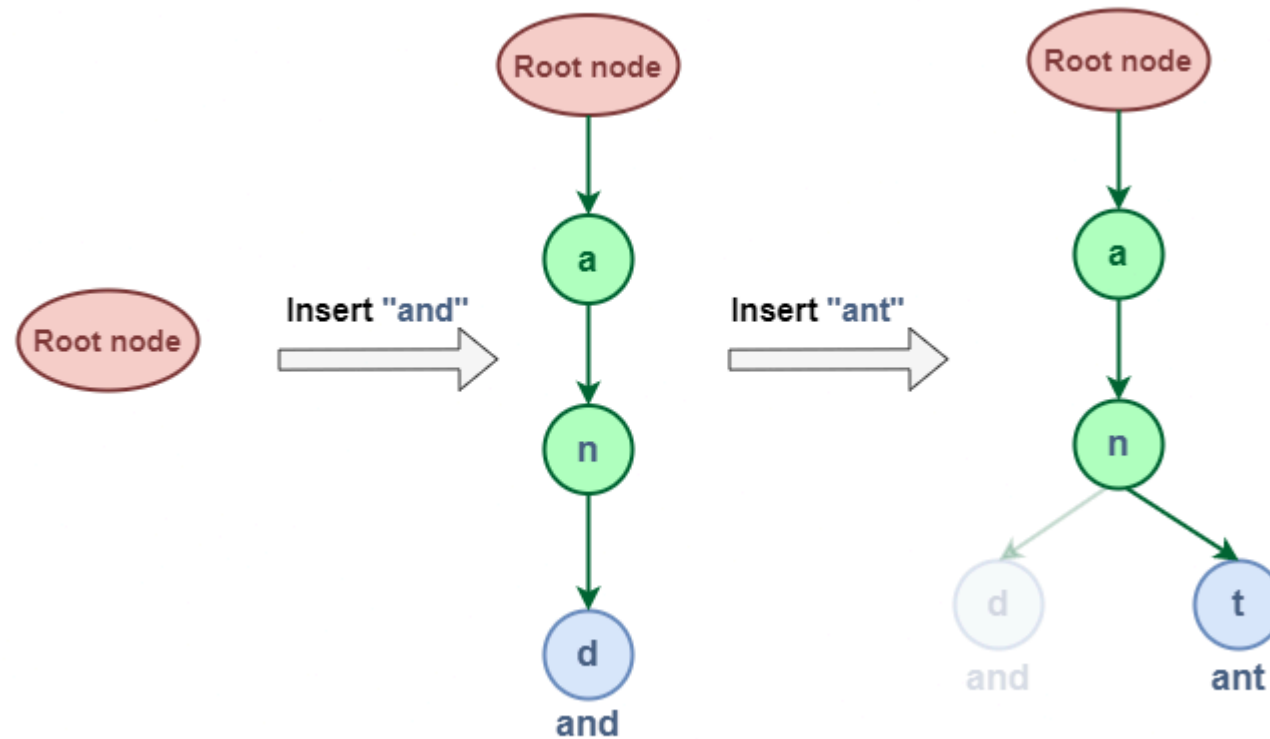 Root node
Insert "and"
Root node
a
n
d
and
Insert "ant"
Root node
a
n
d
and
t
ant